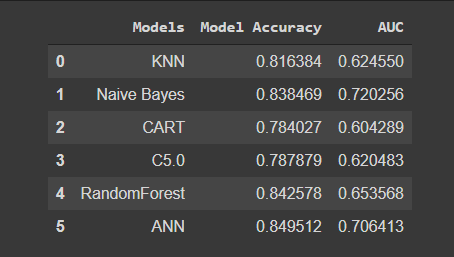 Models Model Accuracy AUC
0 KNN 0.816384 0.624550
1 Naive Bayes 0.838469 0.720256
2 CART 0.784027 0.604289
3 C5.0 0.787879 0.620483
4 RandomForest 0.842578 0.653568
5 ANN 0.849512 0.706413